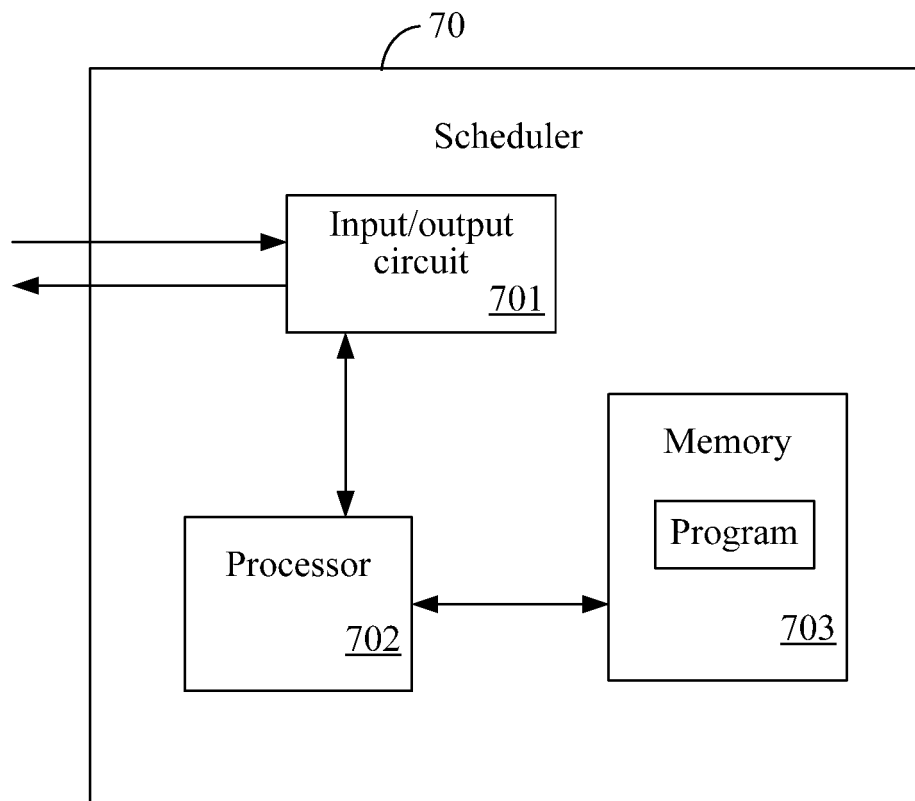 70
Scheduler
Input/output
circuit
701
Memory
Program
703
Processor
702